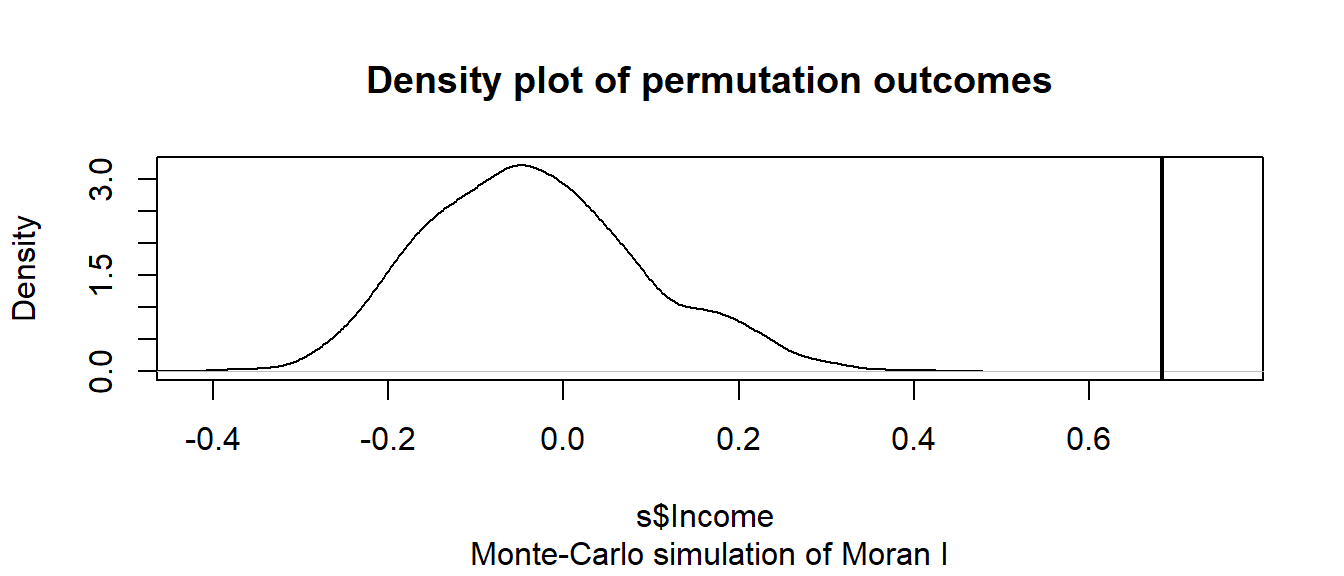 Density plot of permutation outcomes
Density
3.0
1.5
0.0
-0.4 -0.2 0.0 0.2 0.4 0.6
s$Income
Monte-Carlo simulation of Moran I